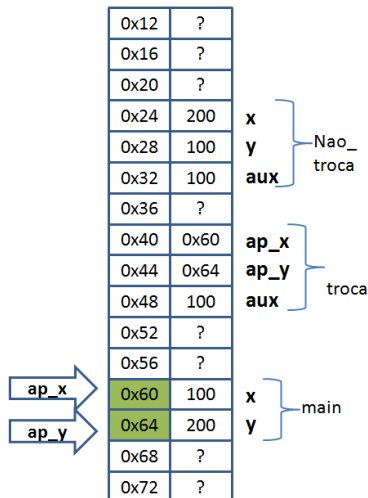 0x12 ?
0x16 ?
0x20 ?
0x24 200 x
0x28 100 y Nao_
0x32 100 aux troca
0x36 ?
0x40 0x60 ap_x
0x44 0x64 ap_y
0x48 100 aux troca
0x52 ?
0x56 ?
ap_x 0x60 100 x
ap_y 0x64 200 y main
0x68 ?
0x72 ?